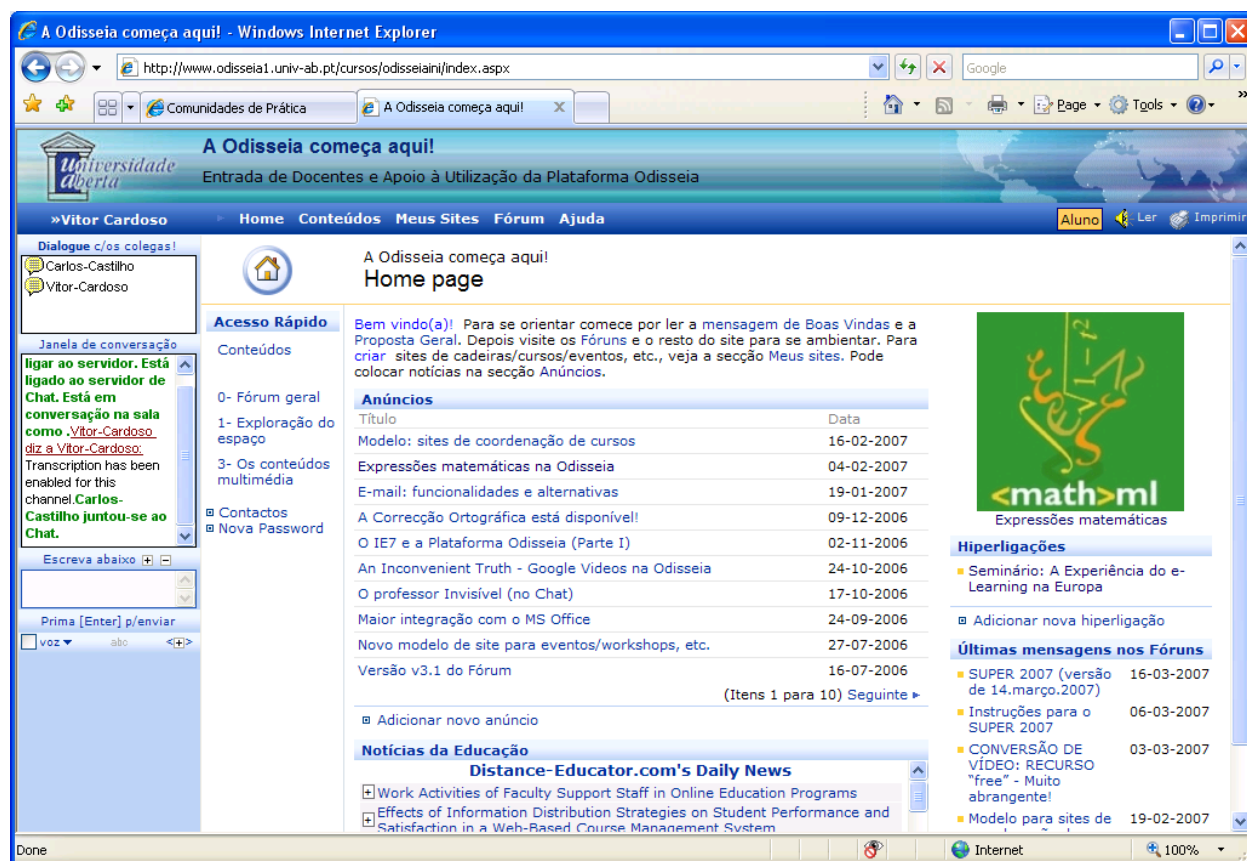 A Odisseia começa aqui! - Windows Internet Explorer
http://www.odisseia1.univ-ab.pt/cursos/odisseiaini/index.aspx
Google
Comunidades de Prática
A Odisseia começa aqui!
Page
Tools
Universidade
Aberta
A Odisseia começa aqui!
Entrada de Docentes e Apoio à Utilização da Plataforma Odisseia
»Vitor Cardoso
Home Conteúdos Meus Sites Fórum Ajuda
Aluno
Ler
Imprimir
Dialogue c/os colegas!
Carlos-Castilho
Vitor-Cardoso
Janela de conversação
ligar ao servidor. Está
ligado ao servidor de
Chat. Está em
conversação na sala
como .Vitor-Cardoso
diz a Vitor-Cardoso:
Transcription has been
enabled for this
channel.Carlos-
Castilho juntou-se ao
Chat.
Escreva abaixo
Prima [Enter] p/enviar
voz
abc
Acesso Rápido
Conteúdos
0- Fórum geral
1- Exploração do
espaço
3- Os conteúdos
multimédia
Contactos
Nova Password
A Odisseia começa aqui!
Home page
Bem vindo(a)! Para se orientar comece por ler a mensagem de Boas Vindas e a
Proposta Geral. Depois visite os Fóruns e o resto do site para se ambientar. Para
criar sites de cadeiras/cursos/eventos, etc., veja a secção Meus sites. Pode
colocar notícias na secção Anúncios.
Anúncios
Título Data
Modelo: sites de coordenação de cursos 16-02-2007
Expressões matemáticas na Odisseia 04-02-2007
E-mail: funcionalidades e alternativas 19-01-2007
A Correcção Ortográfica está disponível! 09-12-2006
O IE7 e a Plataforma Odisseia (Parte I) 02-11-2006
An Inconvenient Truth - Google Videos na Odisseia 24-10-2006
O professor Invisível (no Chat) 17-10-2006
Maior integração com o MS Office 24-09-2006
Novo modelo de site para eventos/workshops, etc. 27-07-2006
Versão v3.1 do Fórum 16-07-2006
(Itens 1 para 10) Seguinte
Adicionar novo anúncio
Notícias da Educação
Distance-Educator.com's Daily News
Work Activities of Faculty Support Staff in Online Education Programs
Effects of Information Distribution Strategies on Student Performance and
Satisfaction in a Web-Based Course Management System
<math>ml
Expressões matemáticas
Hiperligações
Seminário: A Experiência do e-
Learning na Europa
Adicionar nova hiperligação
Últimas mensagens nos Fóruns
SUPER 2007 (versão 16-03-2007
de 14.março.2007)
Instruções para o 06-03-2007
SUPER 2007
CONVERSÃO DE 03-03-2007
VÍDEO: RECURSO
"free" - Muito
abrangente!
Modelo para sites de 19-02-2007
Done
Internet
100%